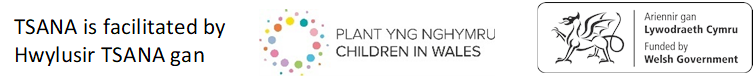 TSANA is facilitated by
Hwylusir TSANA gan
PLANT YNG NGHYMRU
CHILDREN IN WALES
Ariennir gan
Lywodraeth Cymru
Funded by
Welsh Government